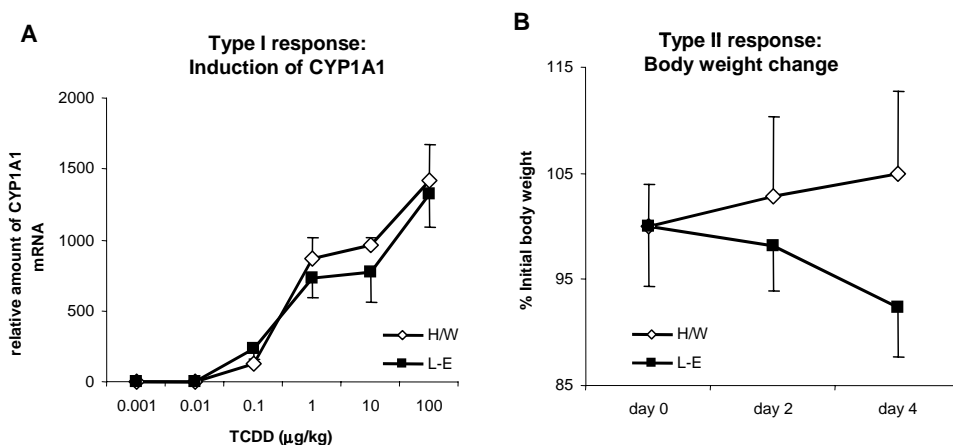 A
Type I response:
Induction of CYP1A1
relative amount of CYP1A1
mRNA
2000
1500
1000
500
0
0.001 0.01 0.1 1 10 100
TCDD (µg/kg)
H/W
L-E
B
Type II response:
Body weight change
% Initial body weight
115
105
95
85
day 0 day 2 day 4
H/W
L-E